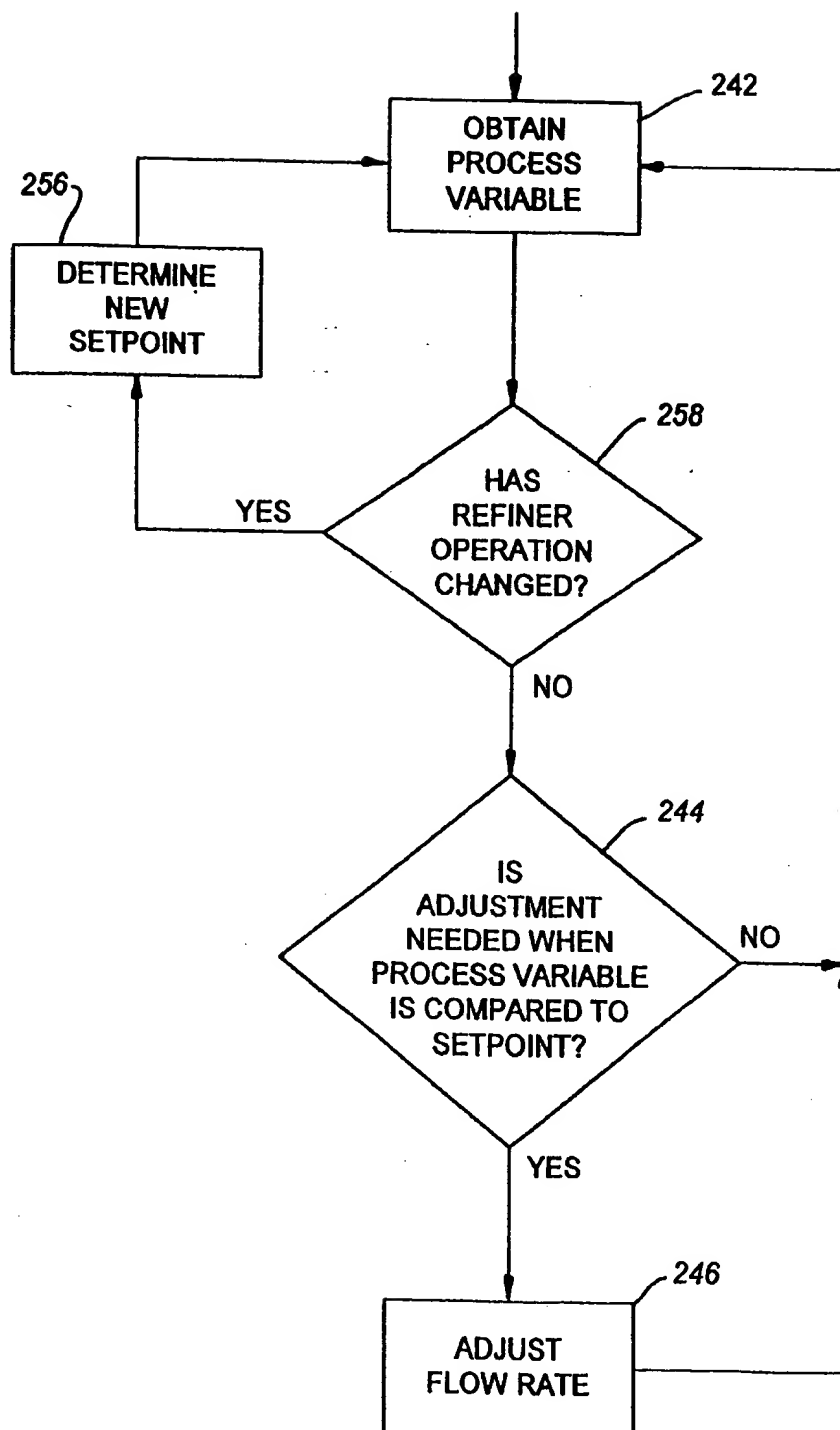 242
OBTAIN
PROCESS
VARIABLE
256
DETERMINE
NEW
SETPOINT
258
HAS
REFINER
OPERATION
CHANGED?
YES
NO
244
IS
ADJUSTMENT
NEEDED WHEN
PROCESS VARIABLE
IS COMPARED TO
SETPOINT?
NO
YES
246
ADJUST
FLOW RATE